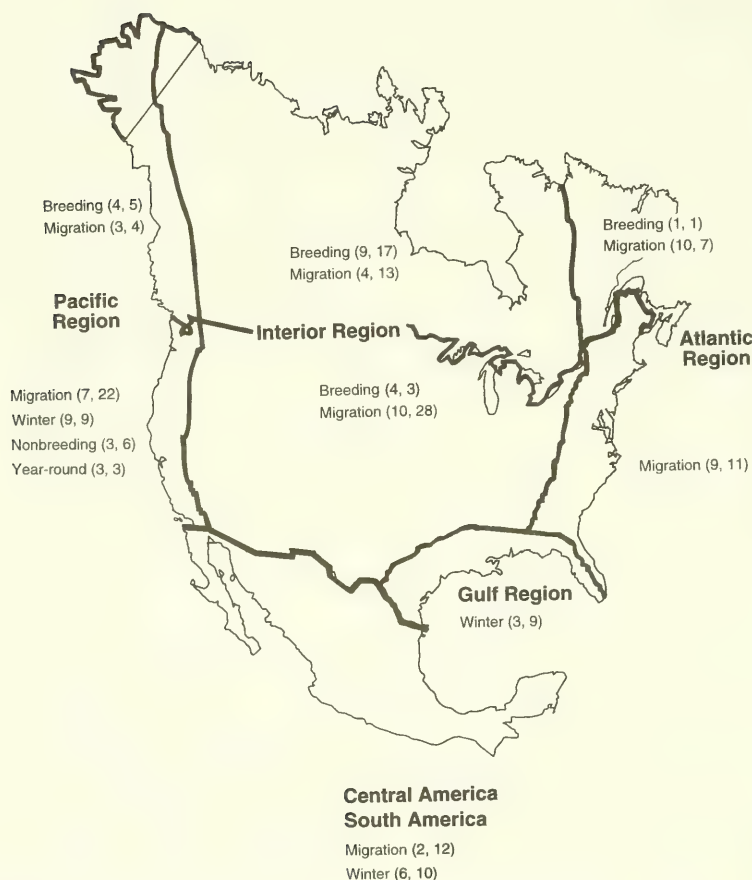 Breeding (4, 5)
Migration (3, 4)
Breeding (9, 17)
Migration (4, 13)
Breeding (1, 1)
Migration (10, 7)
Pacific
Region
Interior Region
Atlantic
Region
Migration (7, 22)
Winter (9, 9)
Nonbreeding (3, 6)
Year-round (3, 3)
Breeding (4, 3)
Migration (10, 28)
Migration (9, 11)
Gulf Region
Winter (3, 9)
Central America
South America
Migration (2, 12)
Winter (6, 10)